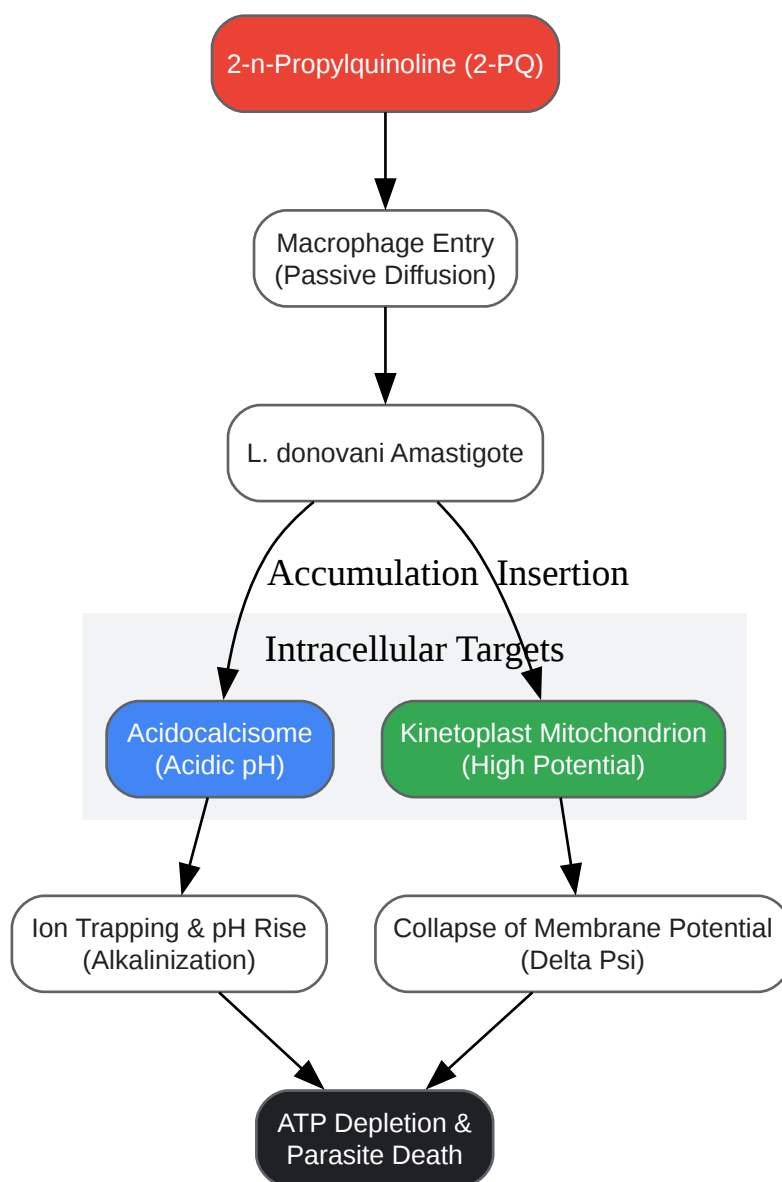 2-n-Propylquinoline (2-PQ)
Macrophage Entry
(Passive Diffusion)
L. donovani Amastigote
Accumulation
Insertion
Intracellular Targets
Acidocalcisome
(Acidic pH)
Kinetoplast Mitochondrion
(High Potential)
Ion Trapping & pH Rise
(Alkalinization)
Collapse of Membrane Potential
(Delta Psi)
ATP Depletion &
Parasite Death